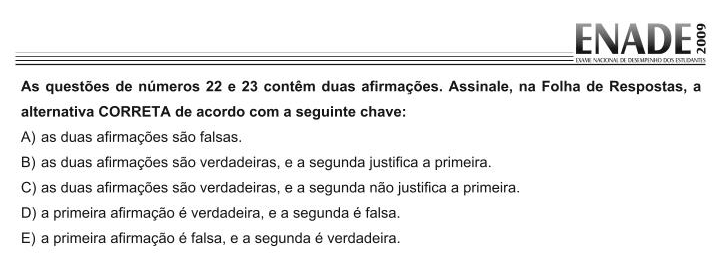 ENADE 2009
EXAME NACIONAL DE DESEMPENHO DOS ESTUDANTES
As questões de números 22 e 23 contêm duas afirmações. Assinale, na Folha de Respostas, a
alternativa CORRETA de acordo com a seguinte chave:
A) as duas afirmações são falsas.
B) as duas afirmações são verdadeiras, e a segunda justifica a primeira.
C) as duas afirmações são verdadeiras, e a segunda não justifica a primeira.
D) a primeira afirmação é verdadeira, e a segunda é falsa.
E) a primeira afirmação é falsa, e a segunda é verdadeira.